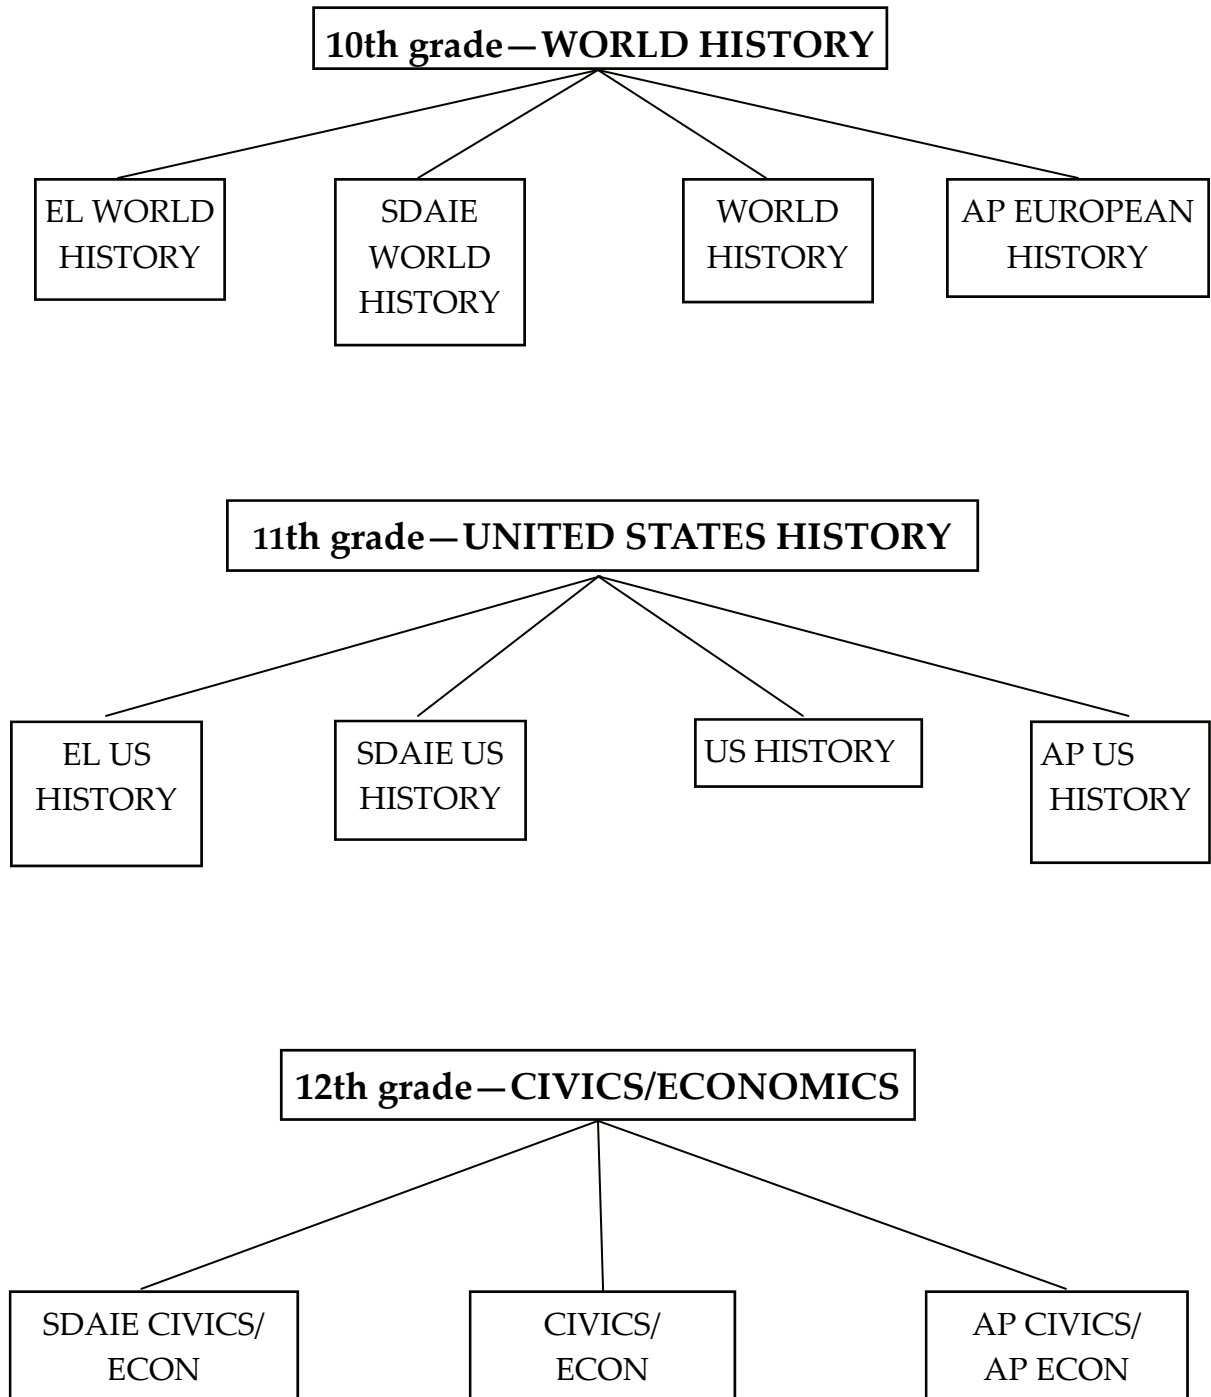 10th grade—WORLD HISTORY
EL WORLD
HISTORY
SDAIE
WORLD
HISTORY
WORLD
HISTORY
AP EUROPEAN
HISTORY
11th grade—UNITED STATES HISTORY
EL US
HISTORY
SDAIE US
HISTORY
US HISTORY
AP US
HISTORY
12th grade—CIVICS/ECONOMICS
SDAIE CIVICS/
ECON
CIVICS/
ECON
AP CIVICS/
AP ECON